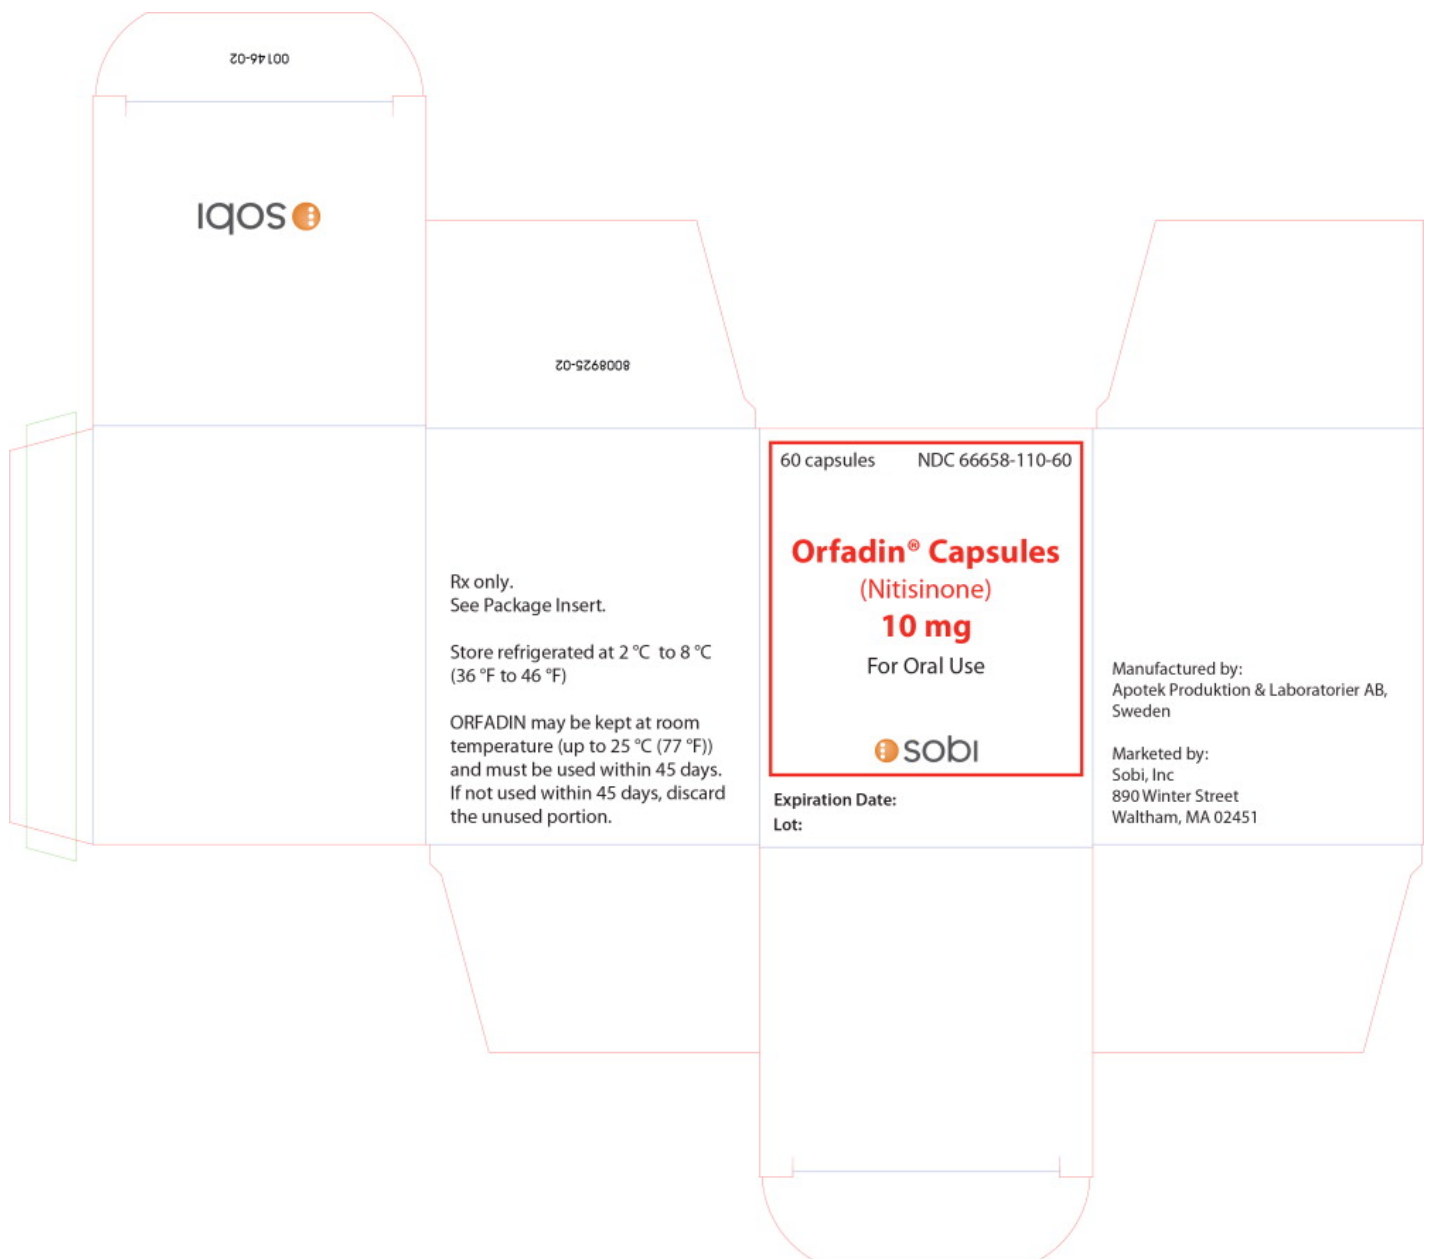 00146-02
sobi
8008925-02
Rx only.
See Package Insert.
Store refrigerated at 2 °C to 8 °C
(36 °F to 46 °F)
ORFADIN may be kept at room
temperature (up to 25 °C (77 °F))
and must be used within 45 days.
If not used within 45 days, discard
the unused portion.
60 capsules NDC 66658-110-60
Orfadin® Capsules
(Nitisinone)
10 mg
For Oral Use
sobi
Expiration Date:
Lot:
Manufactured by:
Apotek Produktion & Laboratorier AB,
Sweden
Marketed by:
Sobi, Inc
890 Winter Street
Waltham, MA 02451